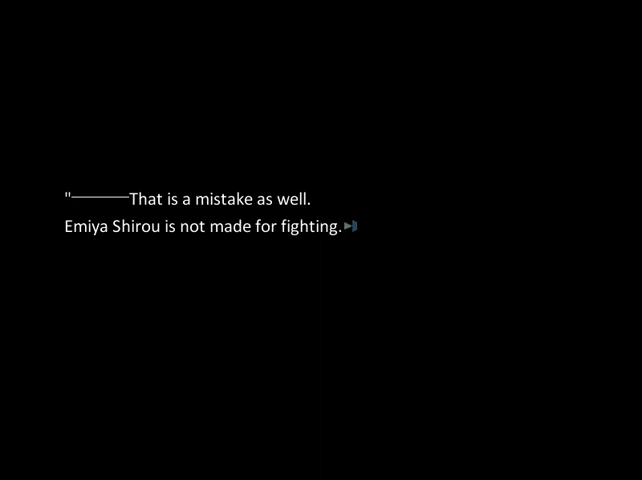 "————That is a mistake as well.
Emiya Shirou is not made for fighting.